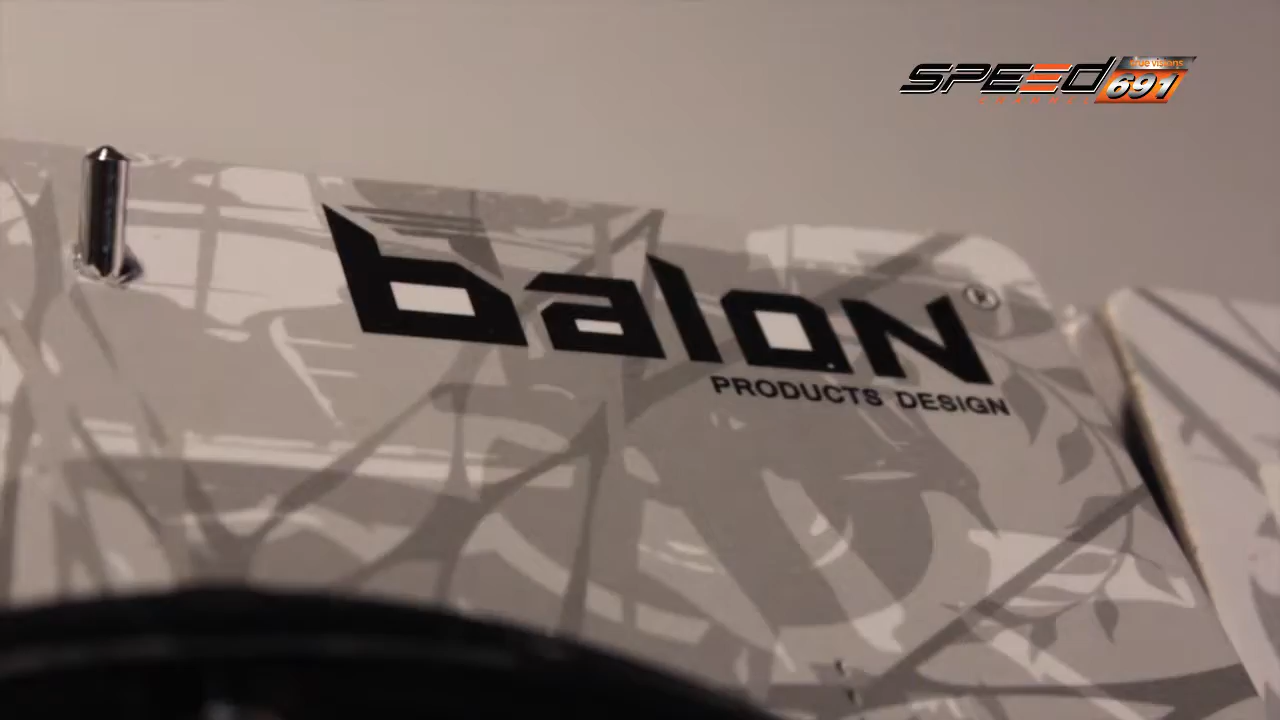 SPEED
true visions
CHANNEL
691
balon®
PRODUCTS DESIGN